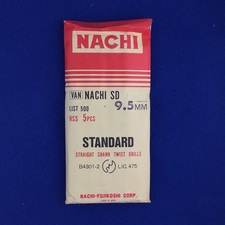 NACHI
VAN NACHI SD
9.5MM
LIST 500
HSS 5PCS
STANDARD
STRAIGHT SHANK TWIST DRILLS
B4301-2 LIC.475
NACHI-FUJIKOSHI CORP.